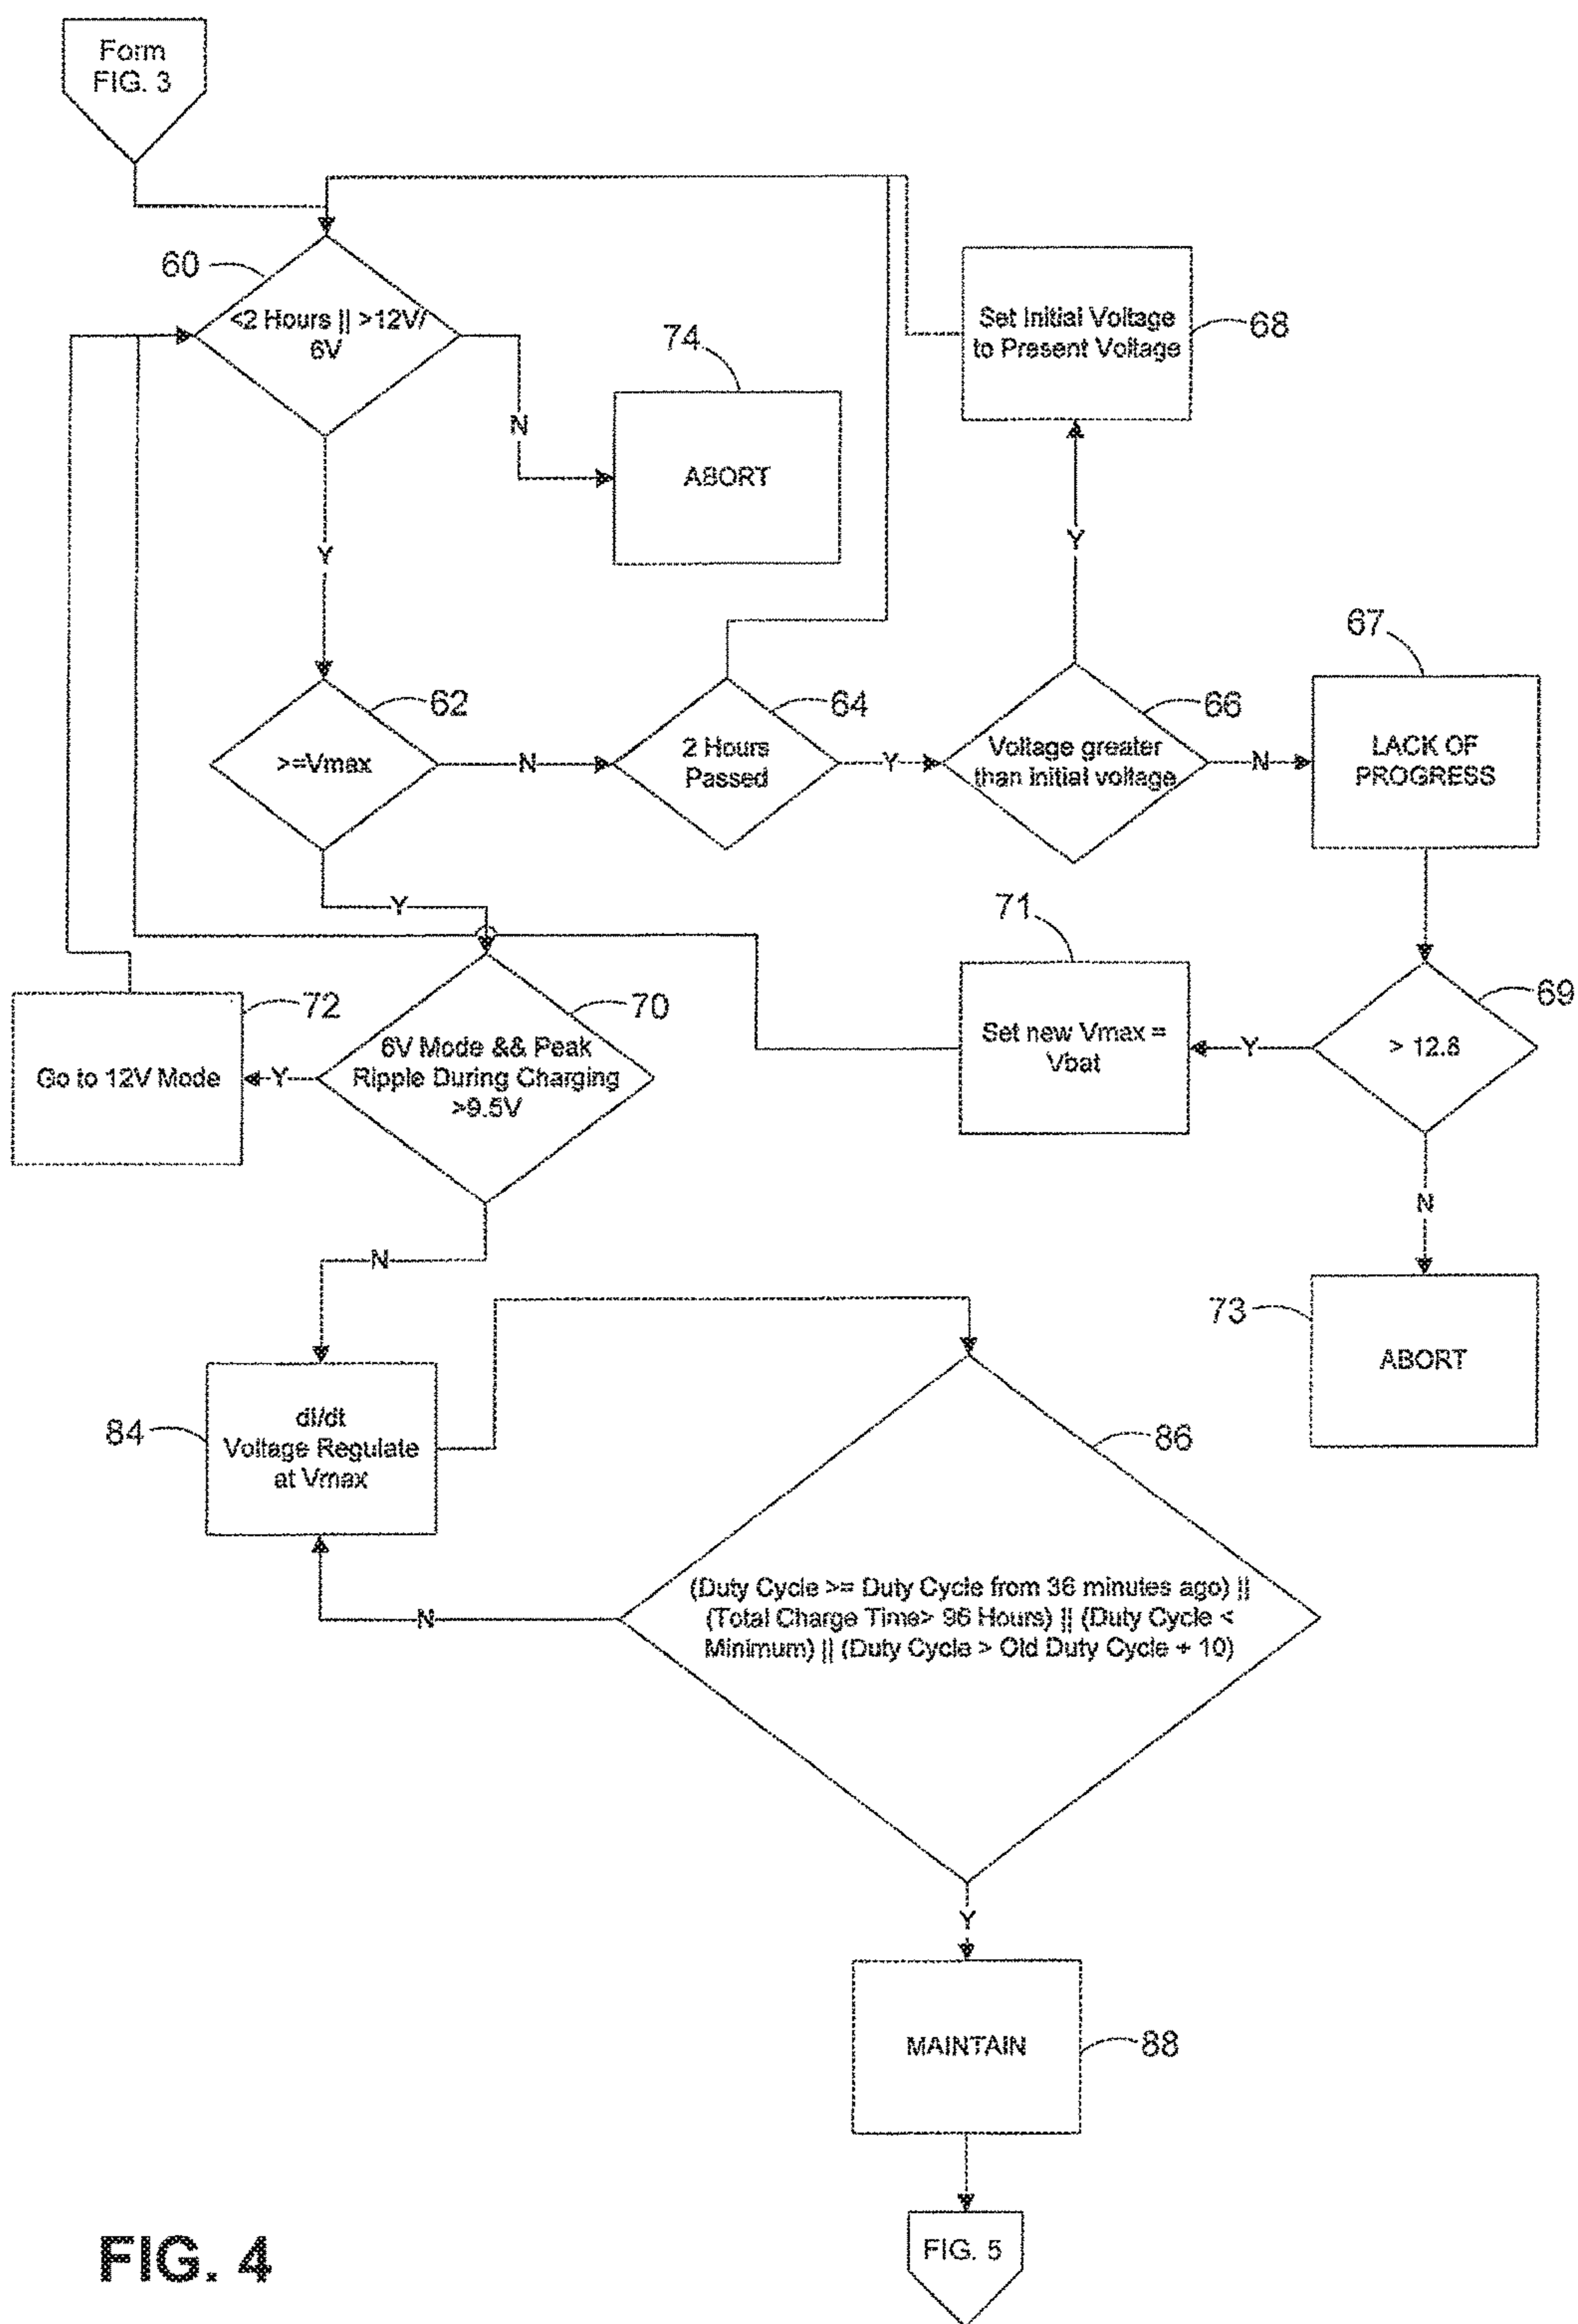 Form
FIG. 3
60
<2 Hours || >12V/
6V
N
74
ABORT
Set Initial Voltage
to Present Voltage
68
Y
Y
62
>=Vmax
N
64
2 Hours
Passed
Y
66
Voltage greater
than initial voltage
N
67
LACK OF
PROGRESS
Y
72
Go to 12V Mode
Y
70
6V Mode && Peak
Ripple During Charging
>9.5V
71
Set new Vmax =
Vbat
Y
69
> 12.8
N
N
73
ABORT
84
dI/dt
Voltage Regulate
at Vmax
86
(Duty Cycle >= Duty Cycle from 36 minutes ago) ||
(Total Charge Time> 96 Hours) || (Duty Cycle <
Minimum) || (Duty Cycle > Old Duty Cycle + 10)
N
Y
MAINTAIN
88
FIG. 5
FIG. 4